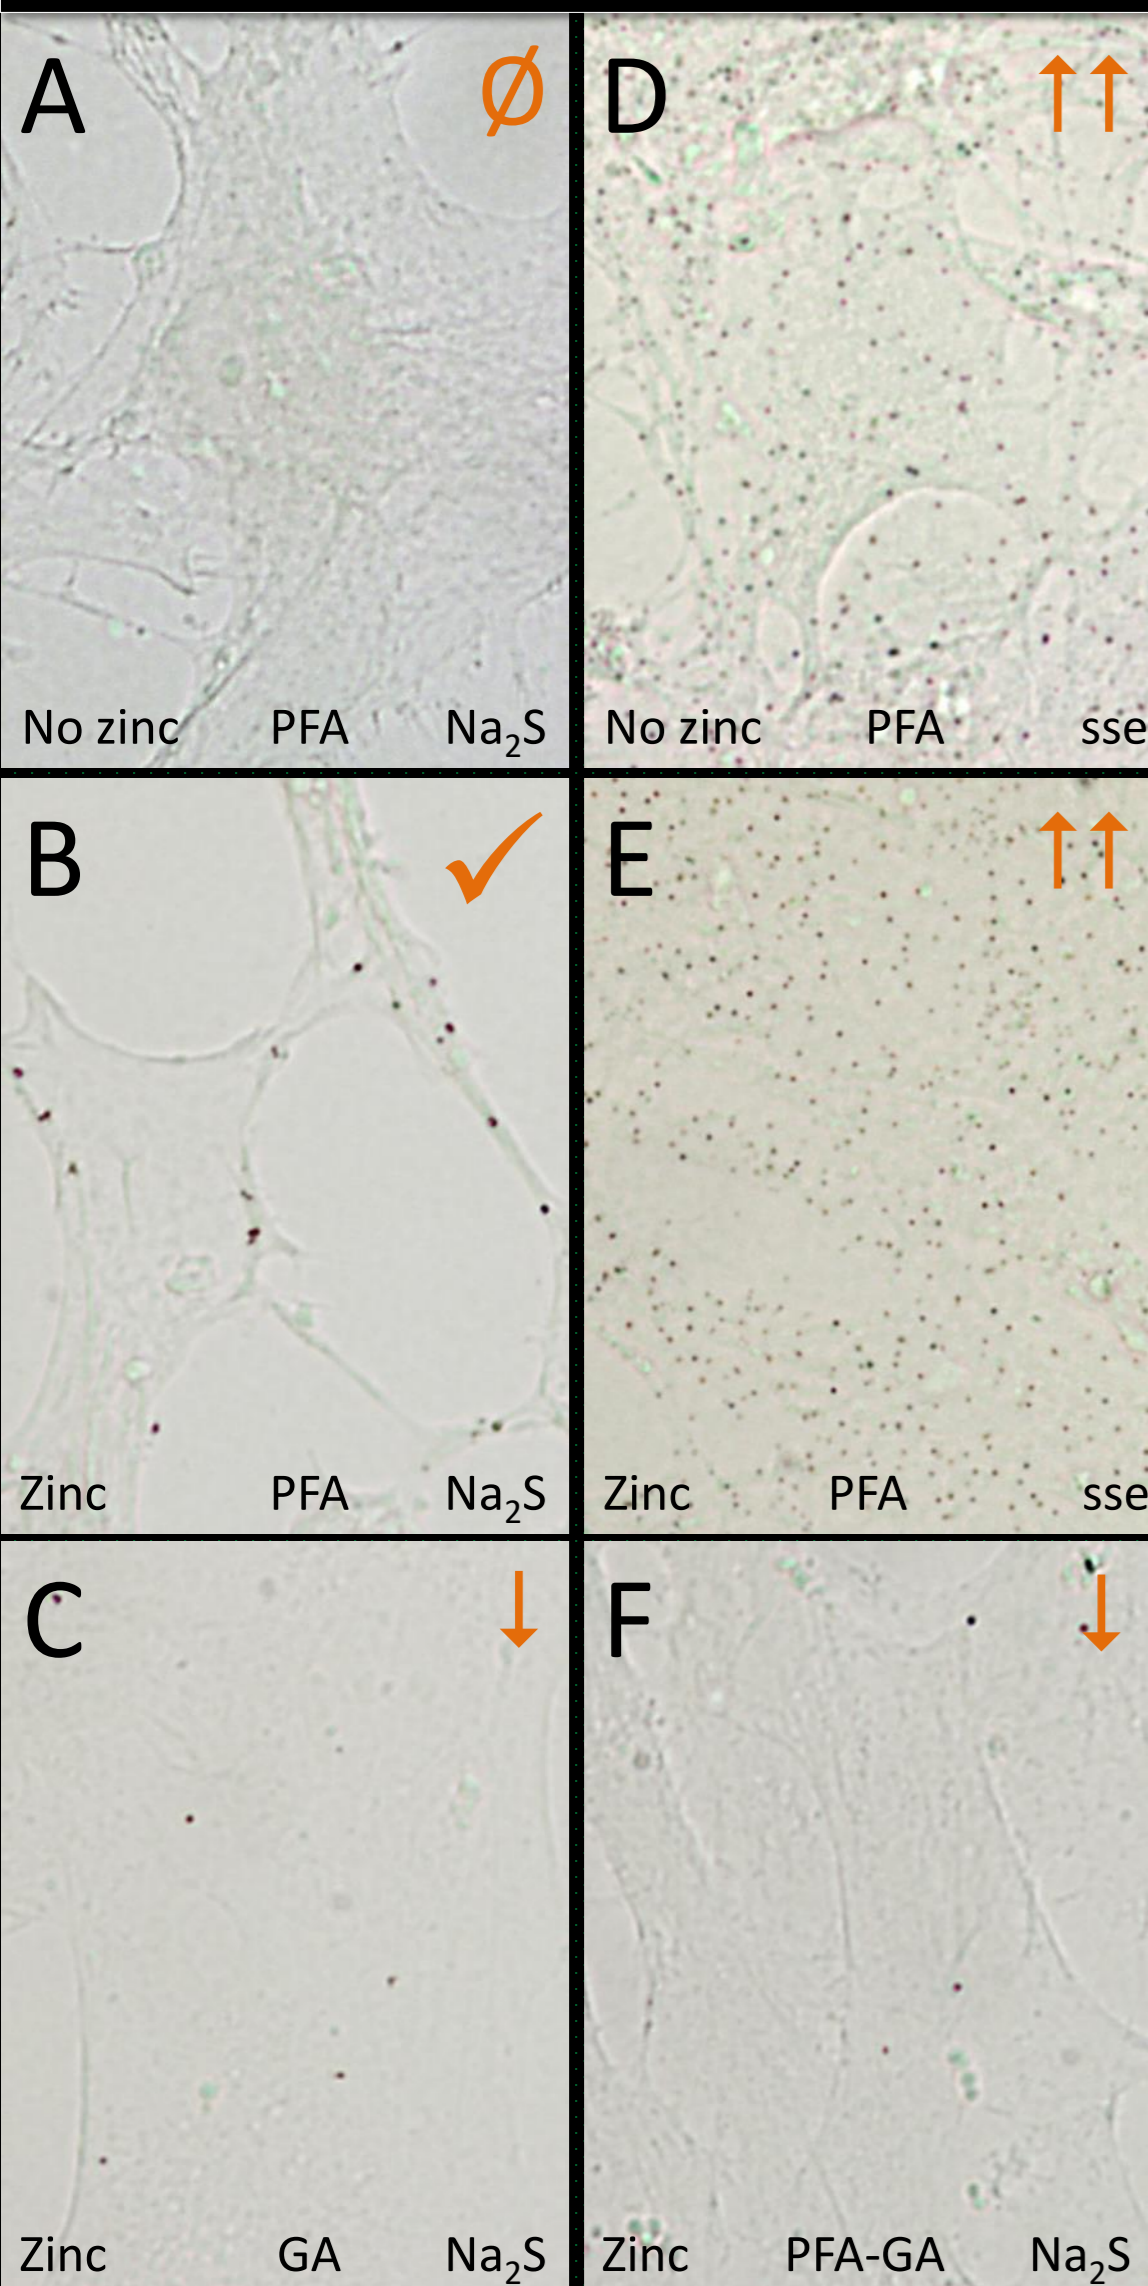 A Ø
No zinc PFA Na₂S
D ↑↑
No zinc PFA sse
B ✓
Zinc PFA Na₂S
E ↑↑
Zinc PFA sse
C ↓
Zinc GA Na₂S
F ↓
Zinc PFA-GA Na₂S